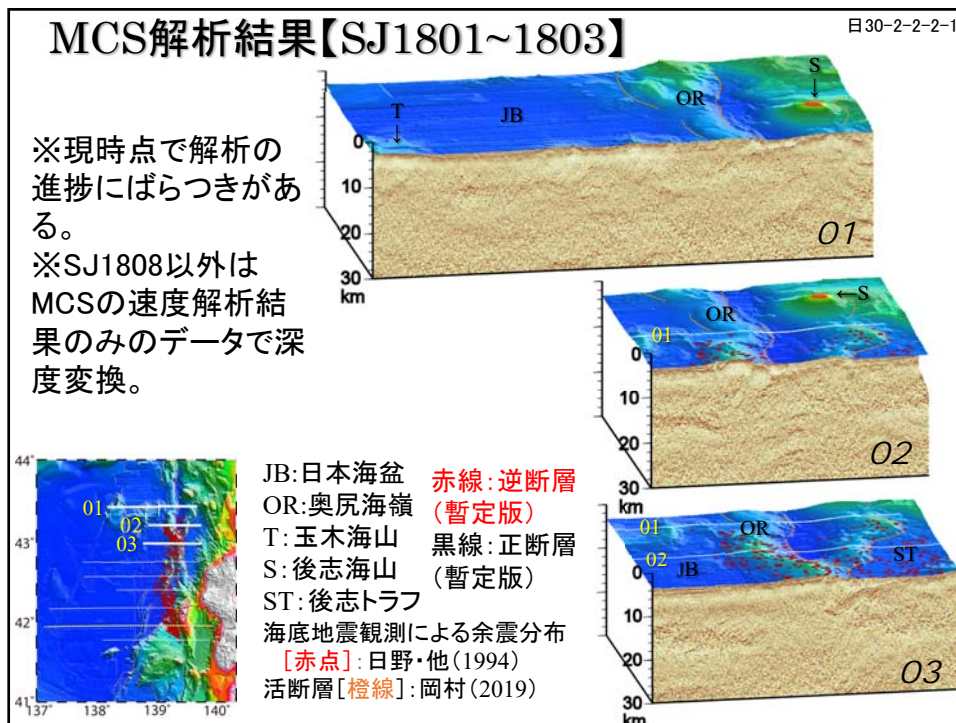 MCS解析結果【SJ1801~1803】
日30-2-2-2-1
※現時点で解析の
進捗にばらつきがあ
る。
※SJ1808以外は
MCSの速度解析結
果のみのデータで深
度変換。
T
↓
JB
OR
S
↓
0
10
20
30
km
01
OR
←S
01
0
10
20
30
km
02
01
OR
02
JB
ST
0
10
20
30
km
03
44°
43°
42°
41°
137°
138°
139°
140°
01
02
03
JB:日本海盆
OR:奥尻海嶺
T:玉木海山
S:後志海山
ST:後志トラフ
赤線:逆断層
(暫定版)
黒線:正断層
(暫定版)
海底地震観測による余震分布
[赤点]:日野・他(1994)
活断層[橙線]:岡村(2019)